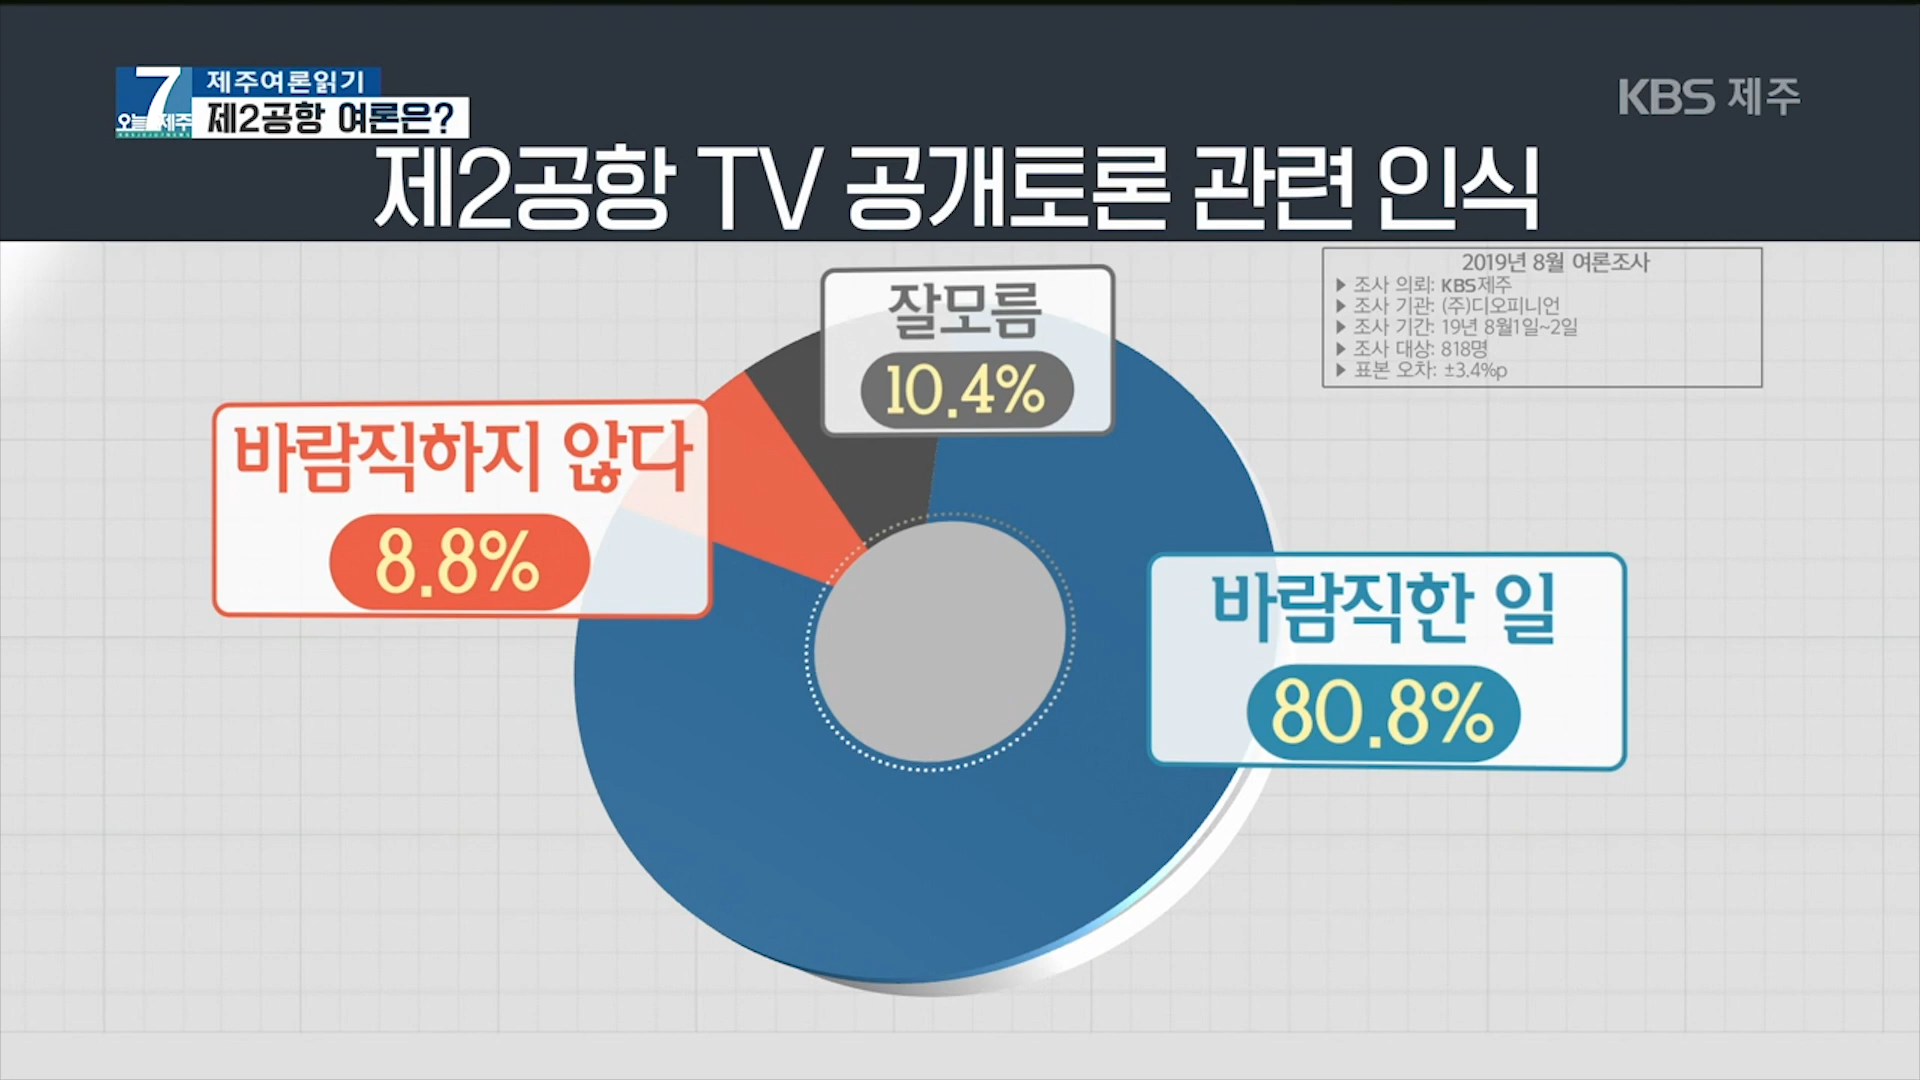 7
오늘 제주
제주여론읽기
제2공항 여론은?
KBS 제주
제2공항 TV 공개토론 관련 인식
2019년 8월 여론조사
▶ 조사 의뢰: KBS제주
▶ 조사 기관: (주)디오피니언
▶ 조사 기간: 19년 8월1일~2일
▶ 조사 대상: 818명
▶ 표본 오차: ±3.4%p
잘모름
10.4%
바람직하지 않다
8.8%
바람직한 일
80.8%